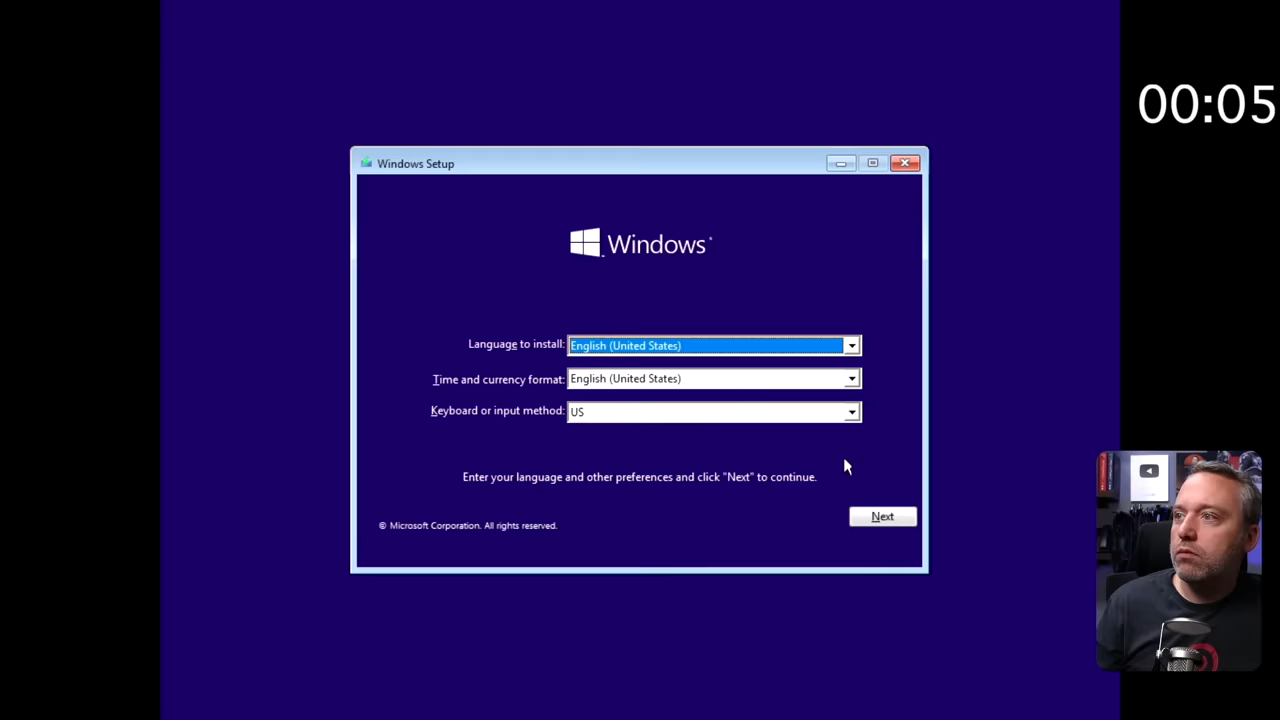 00:05
Windows Setup
Windows
Language to install: English (United States)
Time and currency format: English (United States)
Keyboard or input method: US
Enter your language and other preferences and click "Next" to continue.
© Microsoft Corporation. All rights reserved.
Next